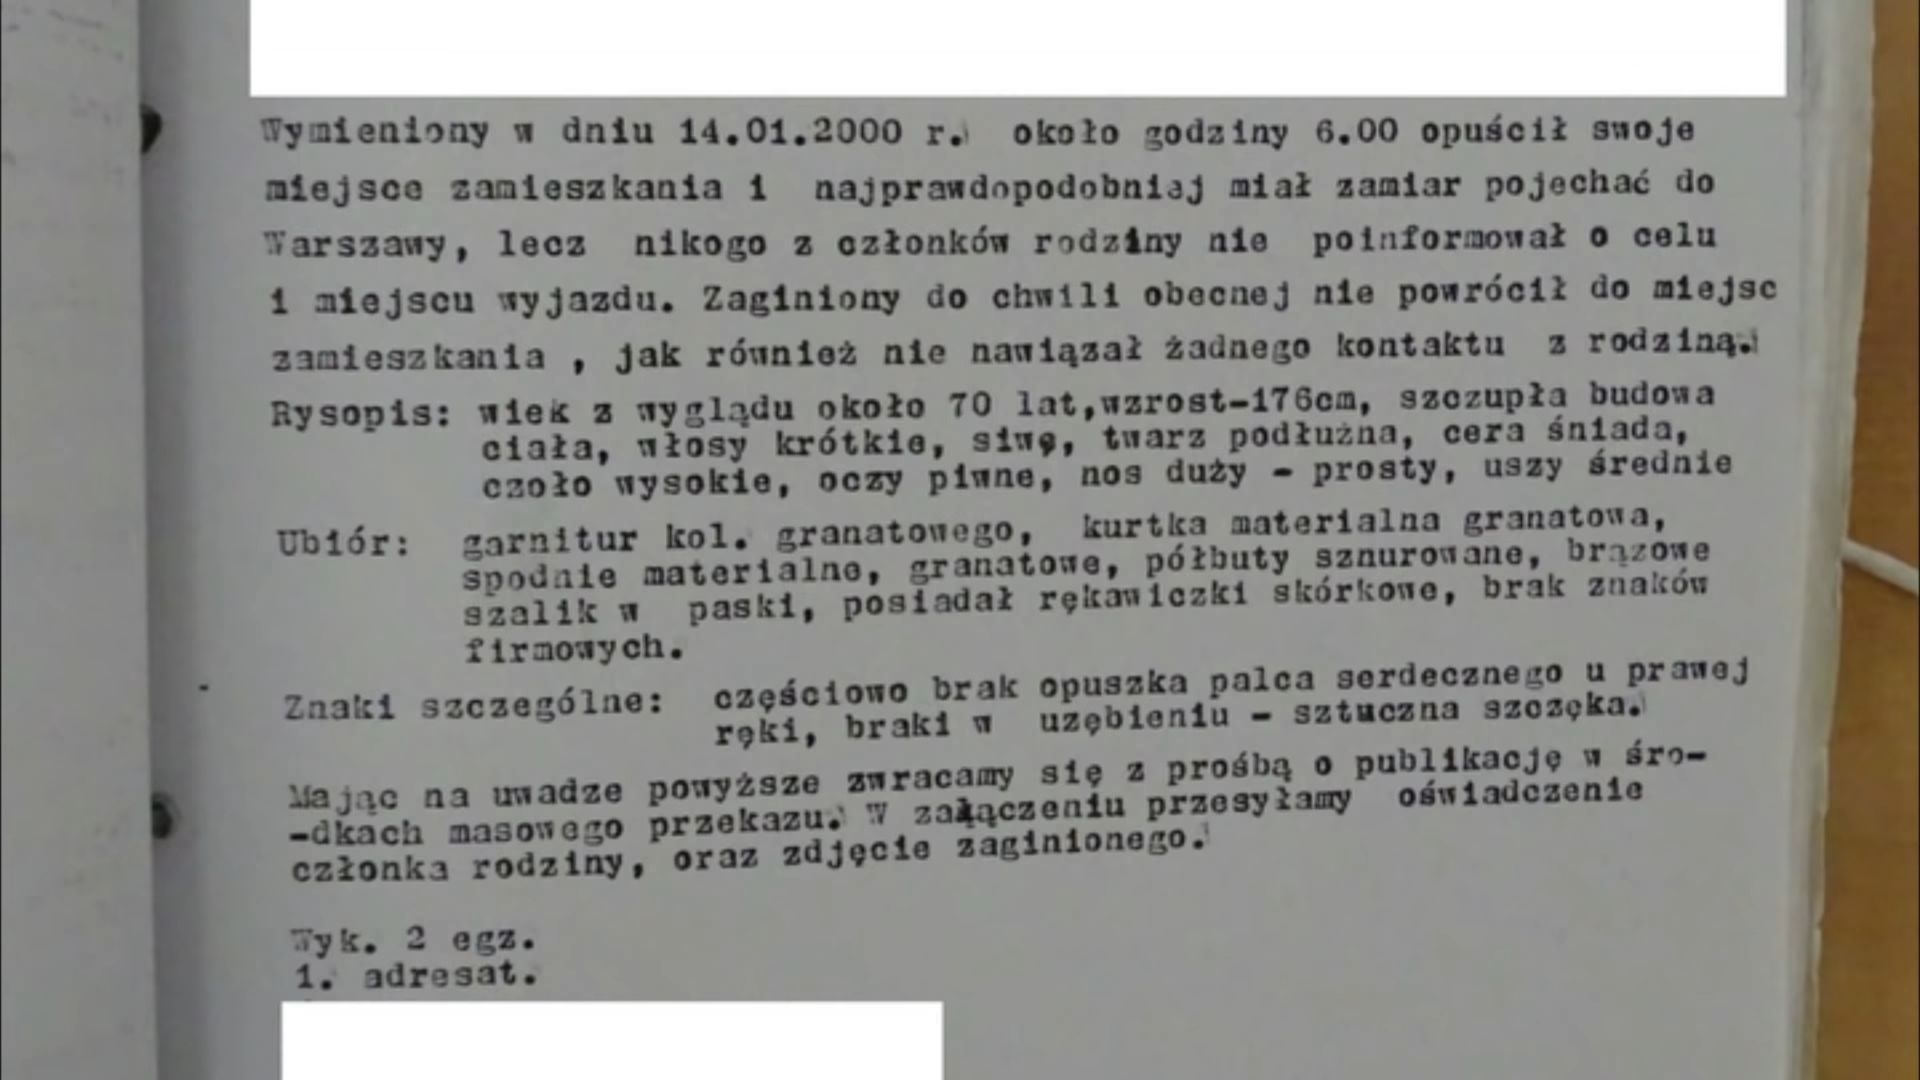 Wymieniony w dniu 14.01.2000 r. około godziny 6.00 opuścił swoje
miejsce zamieszkania i najprawdopodobniej miał zamiar pojechać do
Warszawy, lecz nikogo z członków rodziny nie poinformował o celu
i miejscu wyjazdu. Zaginiony do chwili obecnej nie powrócił do miejsc
zamieszkania , jak również nie nawiązał żadnego kontaktu z rodziną.
Rysopis: wiek z wyglądu około 70 lat,wzrost-176cm, szczupła budowa
ciała, włosy krótkie, siwe, twarz podłużna, cera śniada,
czoło wysokie, oczy piwne, nos duży - prosty, uszy średnie
Ubiór: garnitur kol. granatowego, kurtka materialna granatowa,
spodnie materialne, granatowe, półbuty sznurowane, brązowe
szalik w paski, posiadał rękawiczki skórkowe, brak znaków
firmowych.
Znaki szczególne: częściowo brak opuszka palca serdecznego u prawej
ręki, braki w uzębieniu - sztuczna szczęka.
Mając na uwadze powyższe zwracamy się z prośbą o publikację w śro-
-dkach masowego przekazu. W załączeniu przesyłamy oświadczenie
członka rodziny, oraz zdjęcie zaginionego.
Wyk. 2 egz.
1. adresat.